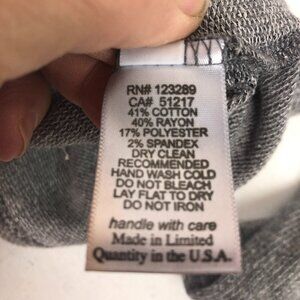 RN# 123289
CA# 51217
41% COTTON
40% RAYON
17% POLYESTER
2% SPANDEX
DRY CLEAN
RECOMMENDED
HAND WASH COLD
DO NOT BLEACH
LAY FLAT TO DRY
DO NOT IRON
handle with care
Made in Limited
Quantity in the U.S.A.